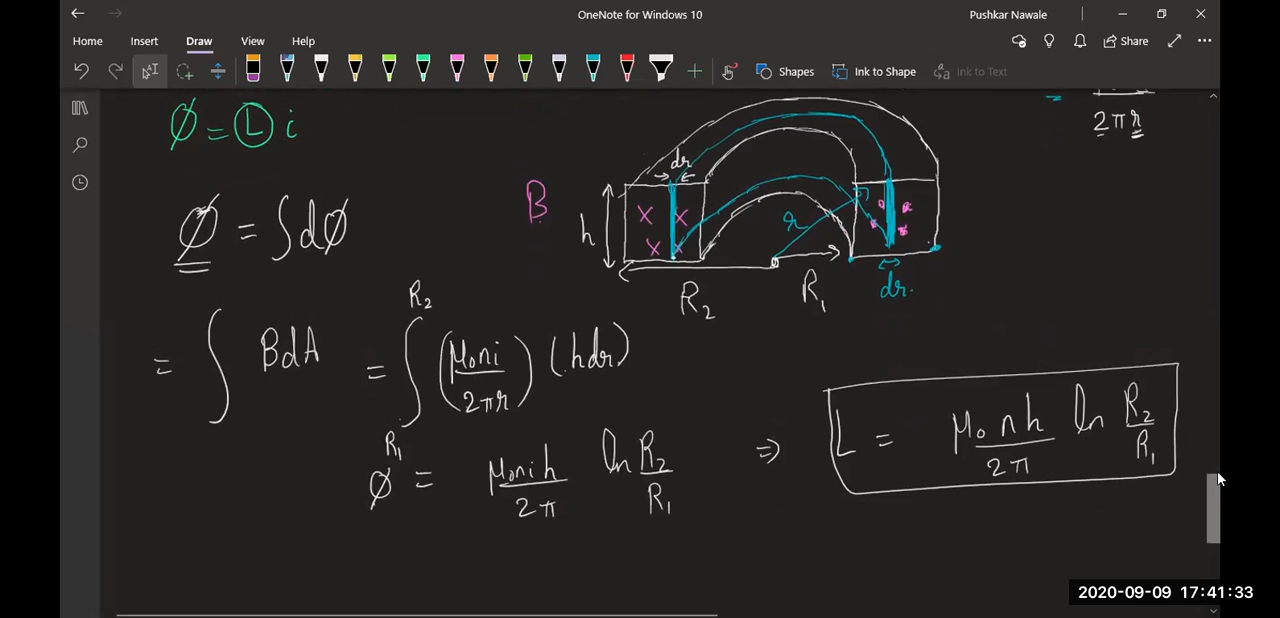 OneNote for Windows 10
Pushkar Nawale
Home Insert Draw View Help
Share
Shapes
Ink to Shape
Ink to Text
φ = L i
2πr
φ = ∫dφ
B
h
dr
x x
x x
r
R₂
R₁
dr.
= ∫ BdA = ∫_{R₁}^{R₂} (μ₀ni/2πr) (hdr)
φ = μ₀nih/2π ln R₂/R₁ ⇒ L = μ₀nh/2π ln R₂/R₁
2020-09-09 17:41:33